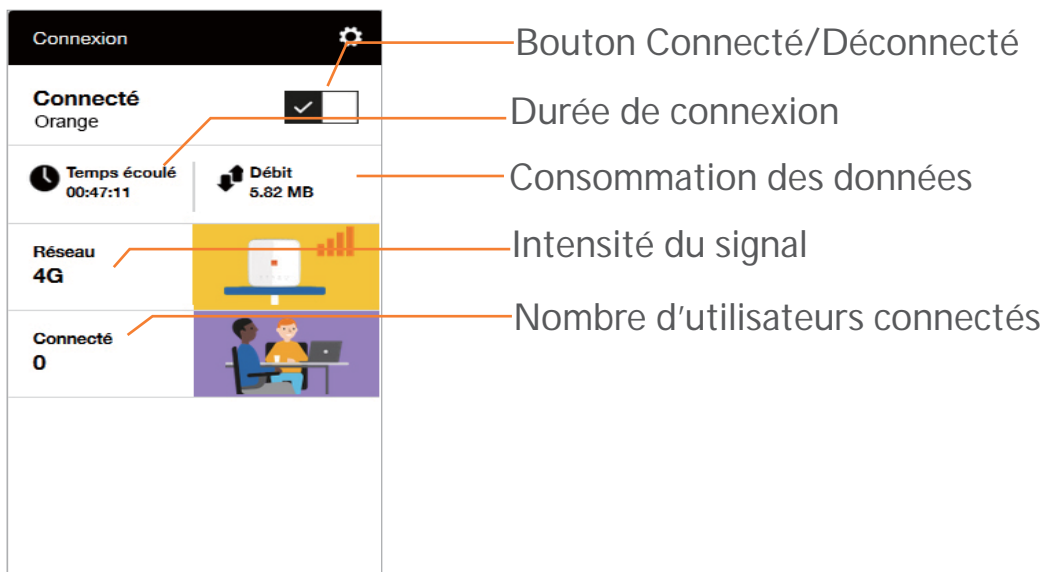 Connexion
Bouton Connecté/Déconnecté
Connecté
Orange
Durée de connexion
Temps écoulé
00:47:11
Débit
5.82 MB
Consommation des données
Réseau
4G
Intensité du signal
Connecté
0
Nombre d’utilisateurs connectés